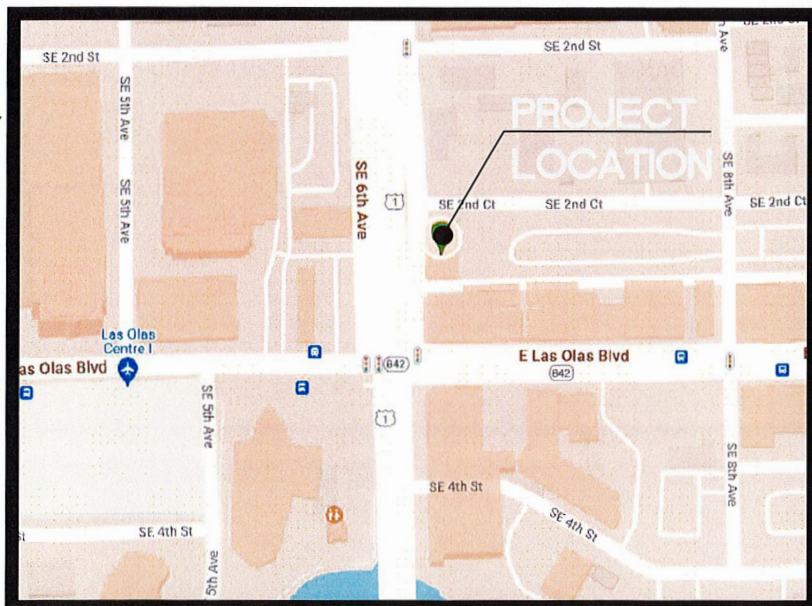 SE 2nd St
SE 2nd St
SE 5th Ave
PROJECT
LOCATION
SE 5th Ave
SE 6th Ave
SE 8th Ave
1
SE 2nd Ct
SE 2nd Ct
SE 2nd Ct
Las Olas
Centre I
as Olas Blvd
842
E Las Olas Blvd
842
SE 5th Ave
1
SE 8th Ave
SE 4th St
SE 4th St
SE 4th St
5th Ave